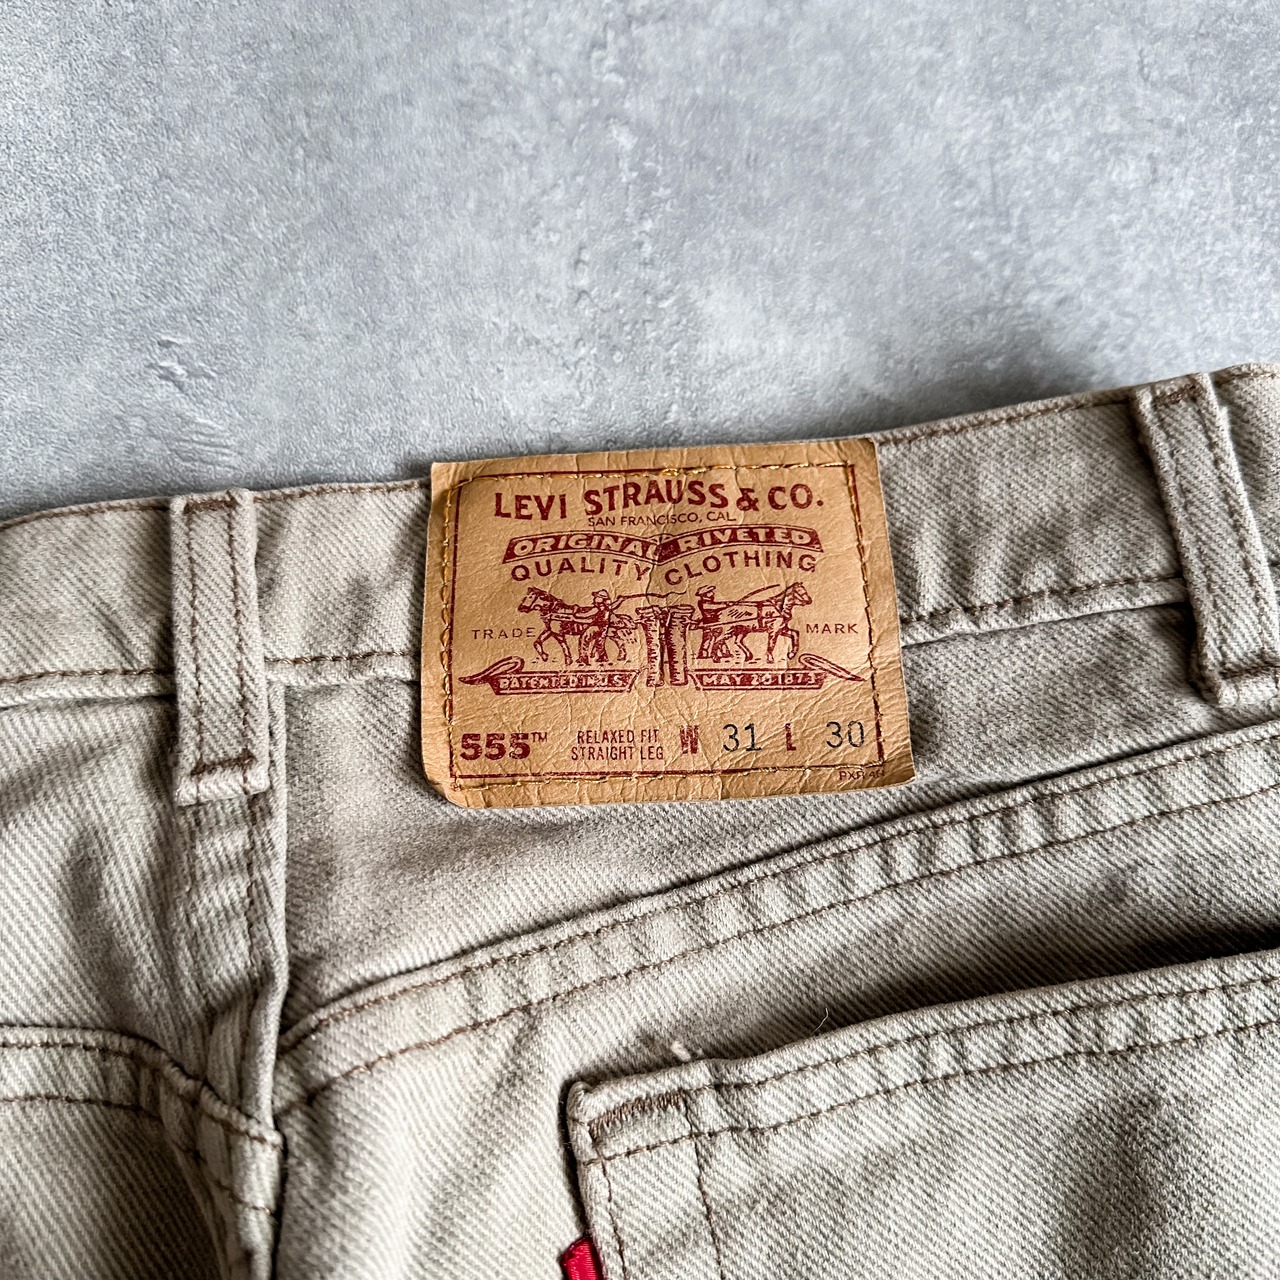 LEVI STRAUSS & CO.
SAN FRANCISCO, CAL
ORIGINAL RIVETED
QUALITY CLOTHING
TRADE MARK
PATENTED IN U.S. MAY 20 1873
555™ RELAXED FIT STRAIGHT LEG W 31 L 30